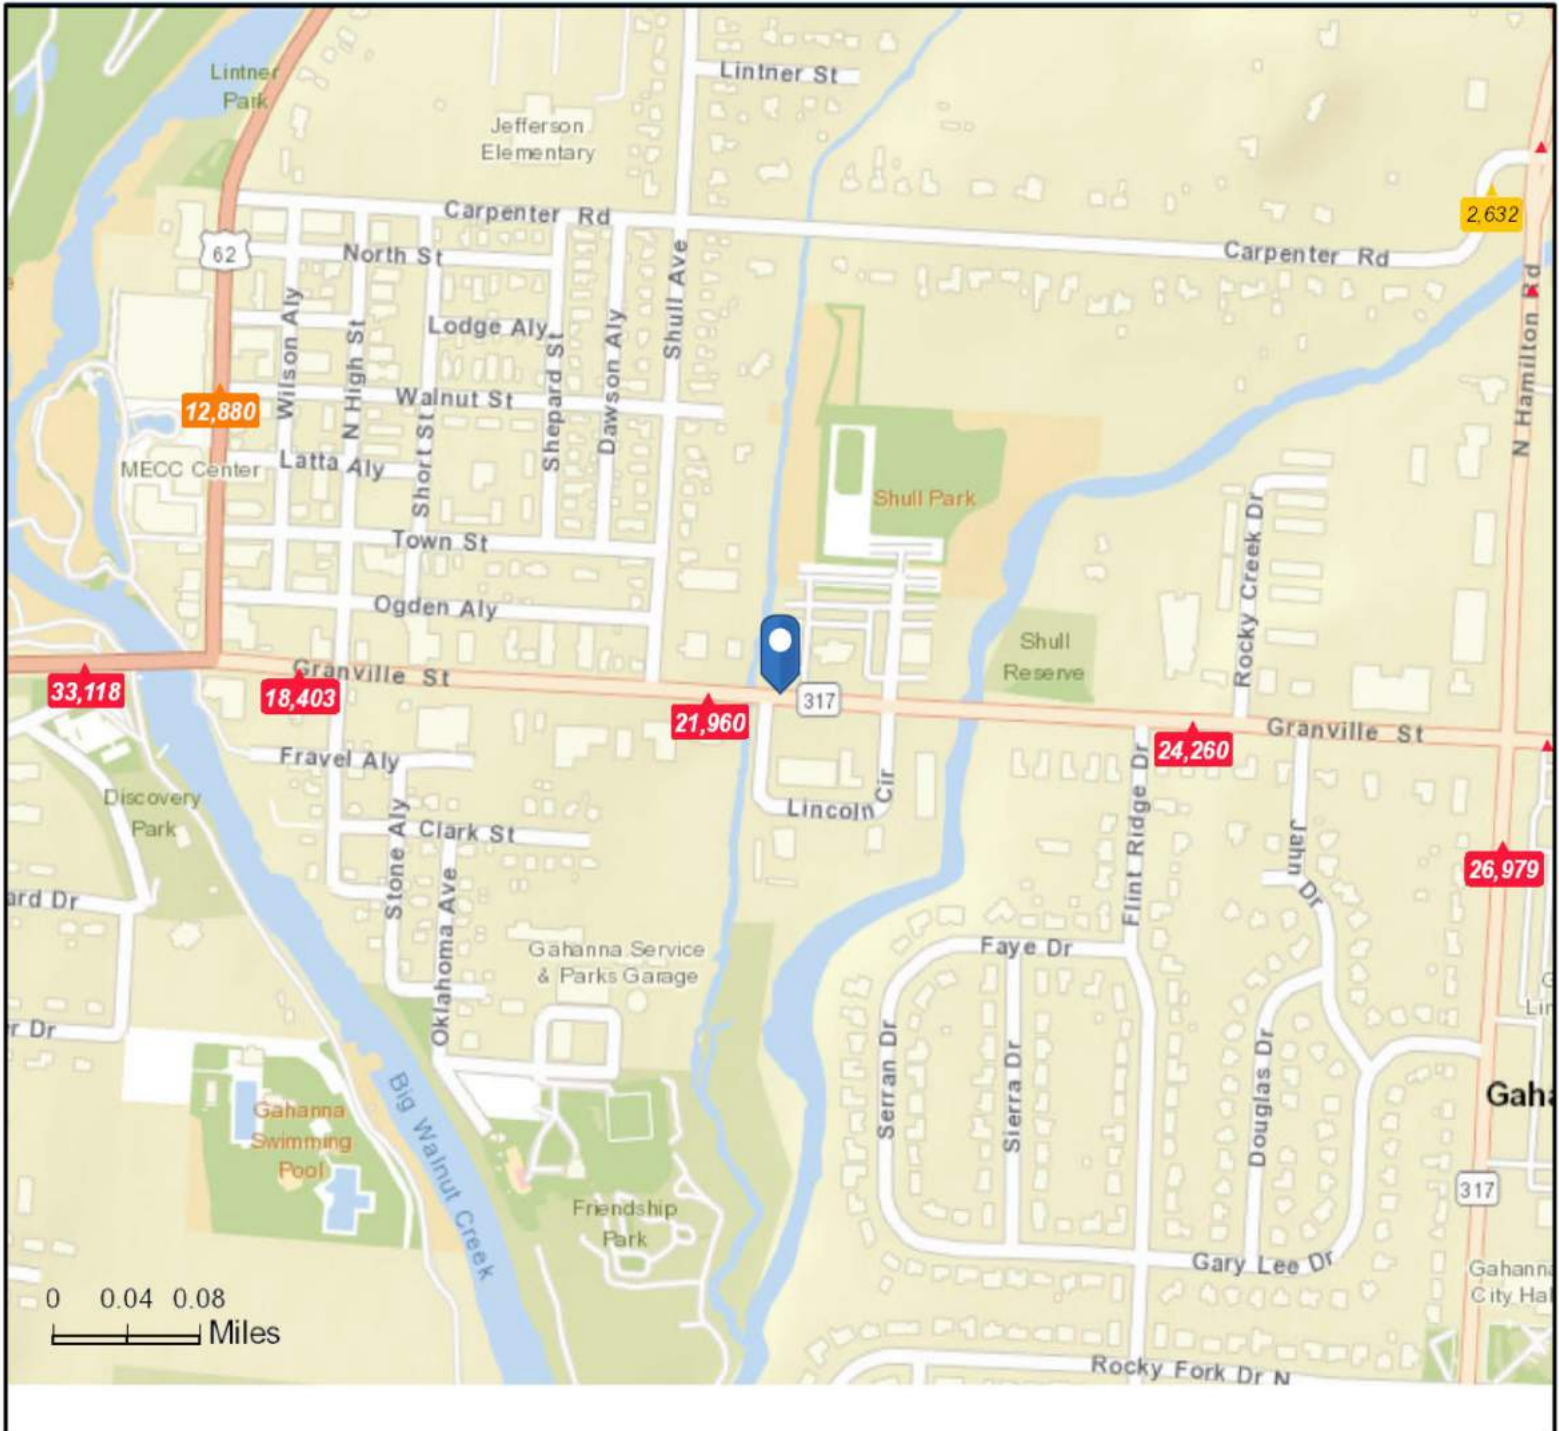 Lintner
Park
Lintner St
Jefferson
Elementary
Carpenter Rd
2,632
62
North St
Carpenter Rd
Shull Ave
N Hamilton Rd
Wilson Aly
N High St
Lodge Aly
Shepard St
Dawson Aly
12,880
Walnut St
Short St
MECC Center
Latta Aly
Shull Park
Rocky Creek Dr
Town St
Ogden Aly
Shull
Reserve
33,118
18,403
Granville St
21,960
317
24,260
Granville St
Fravel Aly
Discovery
Park
Stone Aly
Clark St
Lincoln Cir
Flint Ridge Dr
Jahn Dr
26,979
ard Dr
Oklahoma Ave
Gahanna Service
& Parks Garage
Faye Dr
r Dr
Serran Dr
Sierra Dr
Douglas Dr
Lin
Gaha
Gahanna
Swimming
Pool
Big Walnut Creek
Friendship
Park
317
Gary Lee Dr
Gahanna
City Hal
0 0.04 0.08
Miles
Rocky Fork Dr N